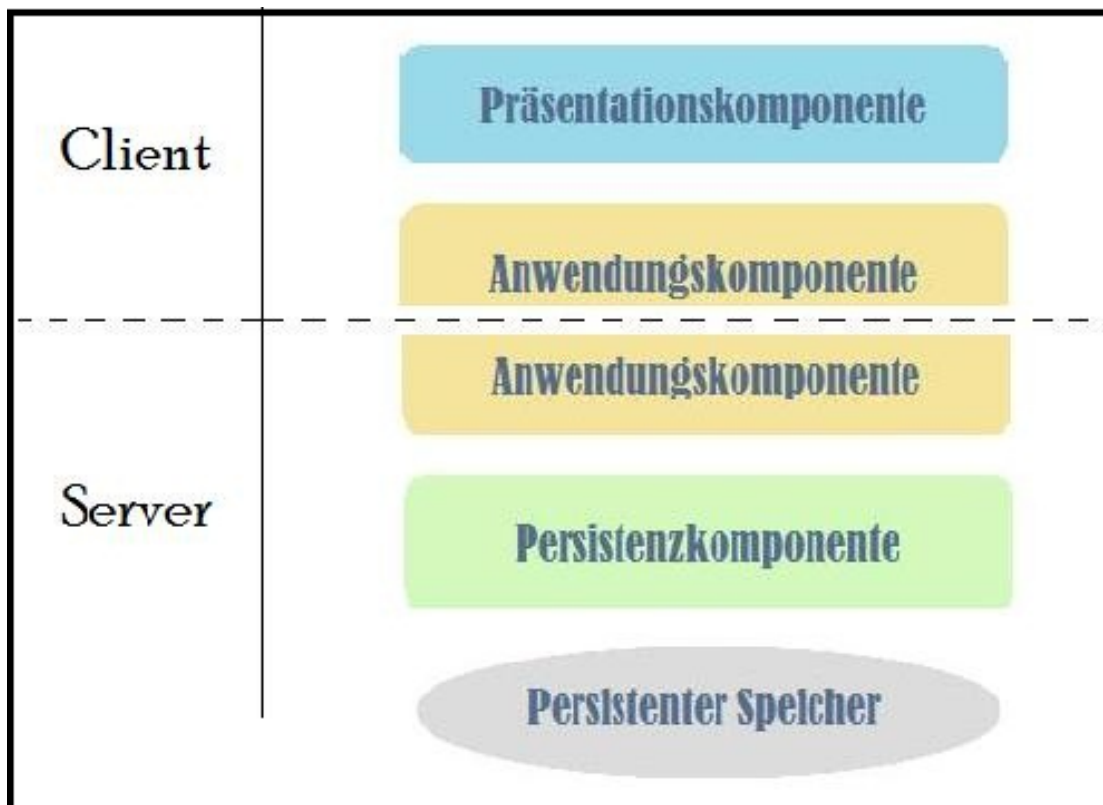 Client
Präsentationskomponente
Anwendungskomponente
Anwendungskomponente
Server
Persistenzkomponente
Persistenter Speicher